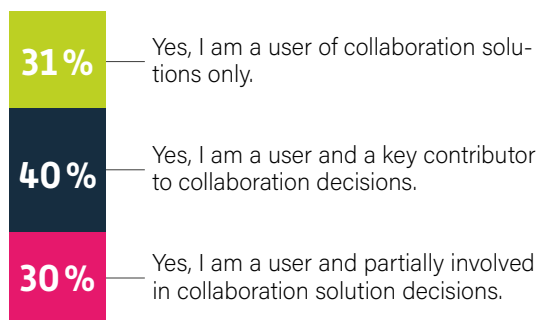 31 %
Yes, I am a user of collaboration solu-
tions only.
40 %
Yes, I am a user and a key contributor
to collaboration decisions.
30 %
Yes, I am a user and partially involved
in collaboration solution decisions.